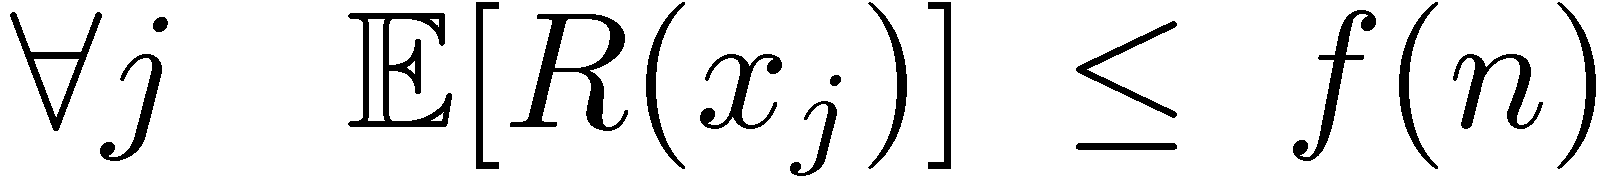 ∀j 𝔼[R(x_j)] ≤ f(n)